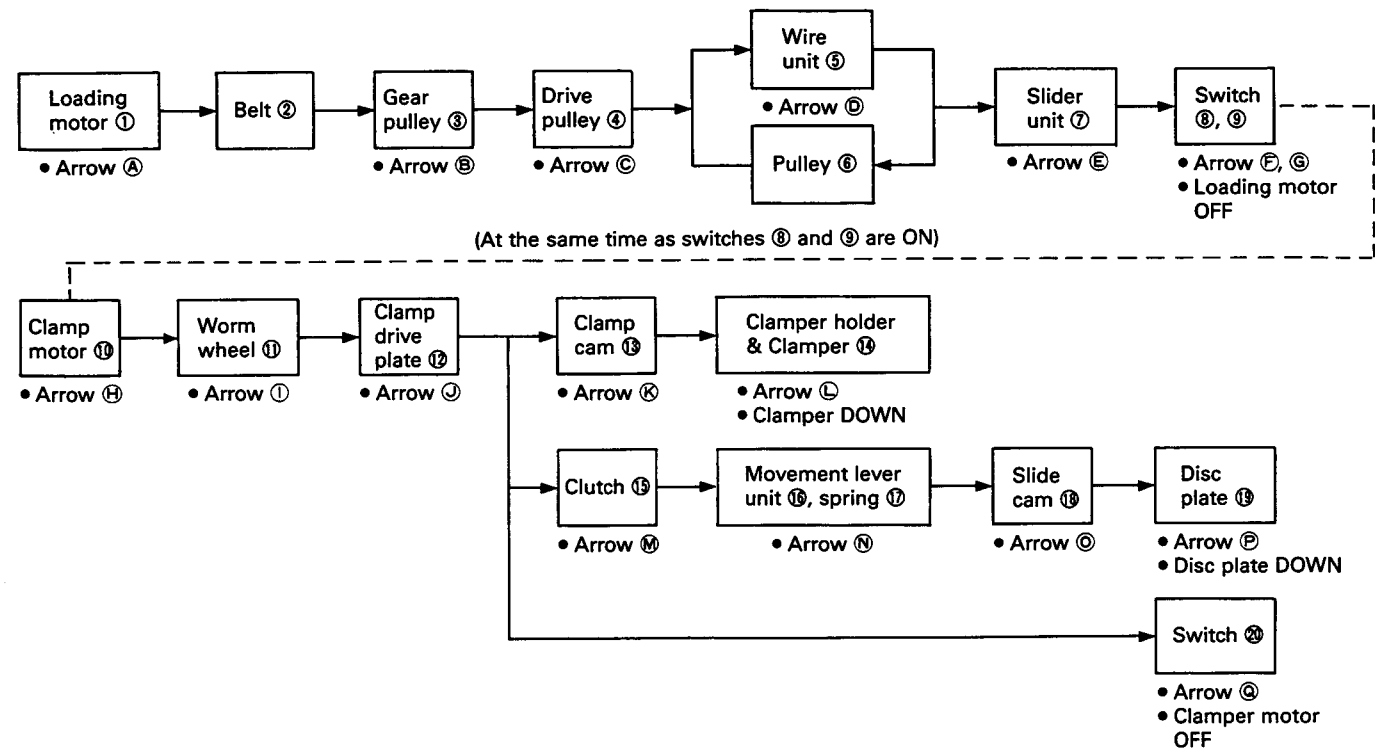 Loading
motor ①
• Arrow Ⓐ
Belt ②
Gear
pulley ③
• Arrow Ⓑ
Drive
pulley ④
• Arrow Ⓒ
Wire
unit ⑤
• Arrow Ⓓ
Pulley ⑥
Slider
unit ⑦
• Arrow Ⓔ
Switch
⑧, ⑨
• Arrow Ⓕ, Ⓖ
• Loading motor
OFF
(At the same time as switches ⑧ and ⑨ are ON)
Clamp
motor ⑩
• Arrow Ⓗ
Worm
wheel ⑪
• Arrow Ⓘ
Clamp
drive
plate ⑫
• Arrow Ⓙ
Clamp
cam ⑬
• Arrow Ⓚ
Clamper holder
& Clamper ⑭
• Arrow Ⓛ
• Clamper DOWN
Clutch ⑮
• Arrow Ⓜ
Movement lever
unit ⑯, spring ⑰
• Arrow Ⓝ
Slide
cam ⑱
• Arrow Ⓞ
Disc
plate ⑲
• Arrow Ⓟ
• Disc plate DOWN
Switch ⑳
• Arrow Ⓠ
• Clamper motor
OFF